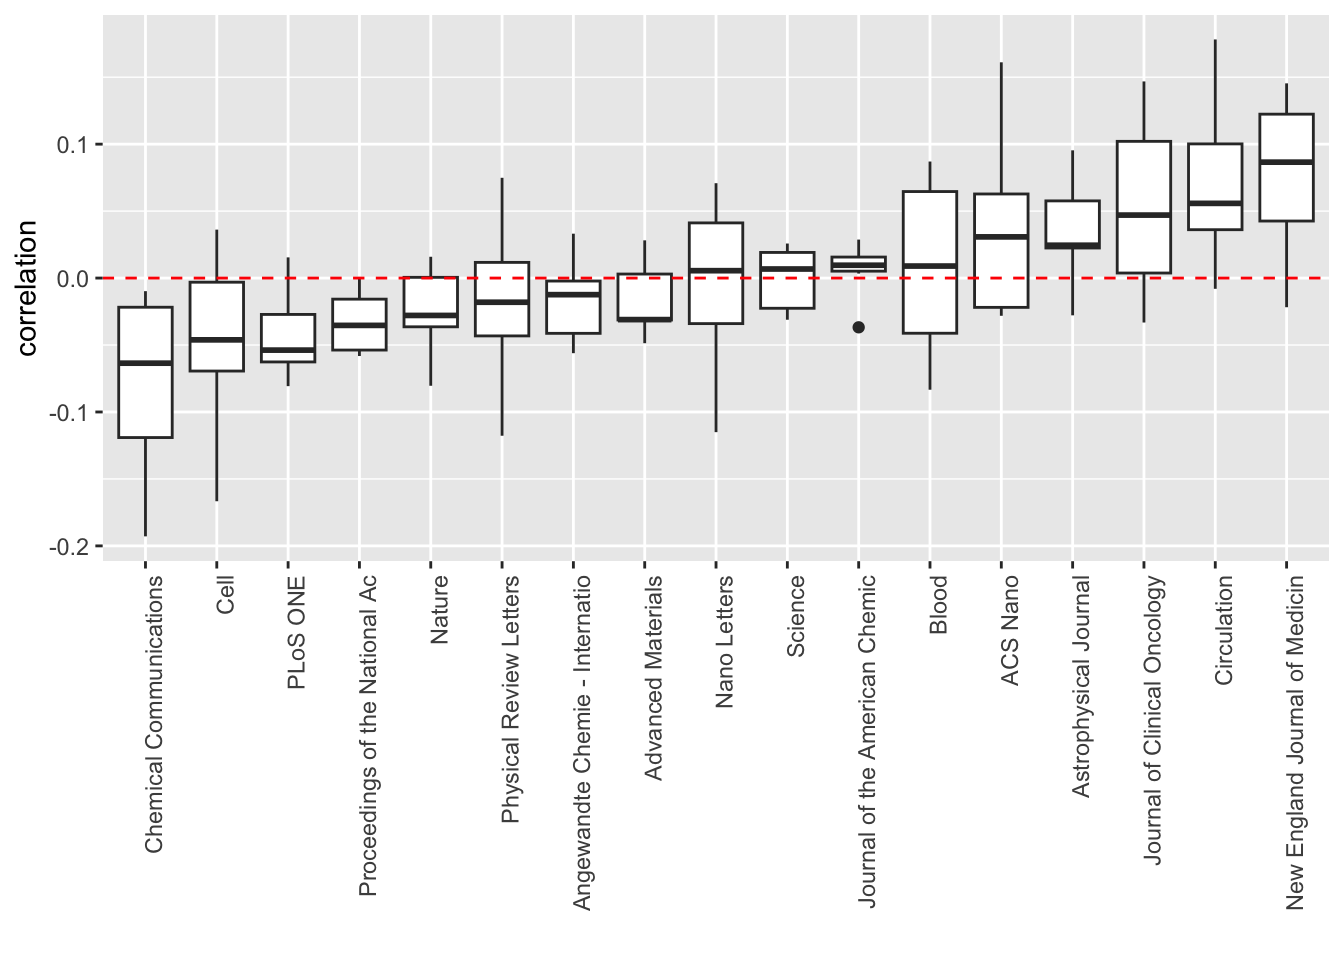 correlation
0.1
0.0
-0.1
-0.2
Chemical Communications
Cell
PLoS ONE
Proceedings of the National Ac
Nature
Physical Review Letters
Angewandte Chemie - Internatio
Advanced Materials
Nano Letters
Science
Journal of the American Chemic
Blood
ACS Nano
Astrophysical Journal
Journal of Clinical Oncology
Circulation
New England Journal of Medicin